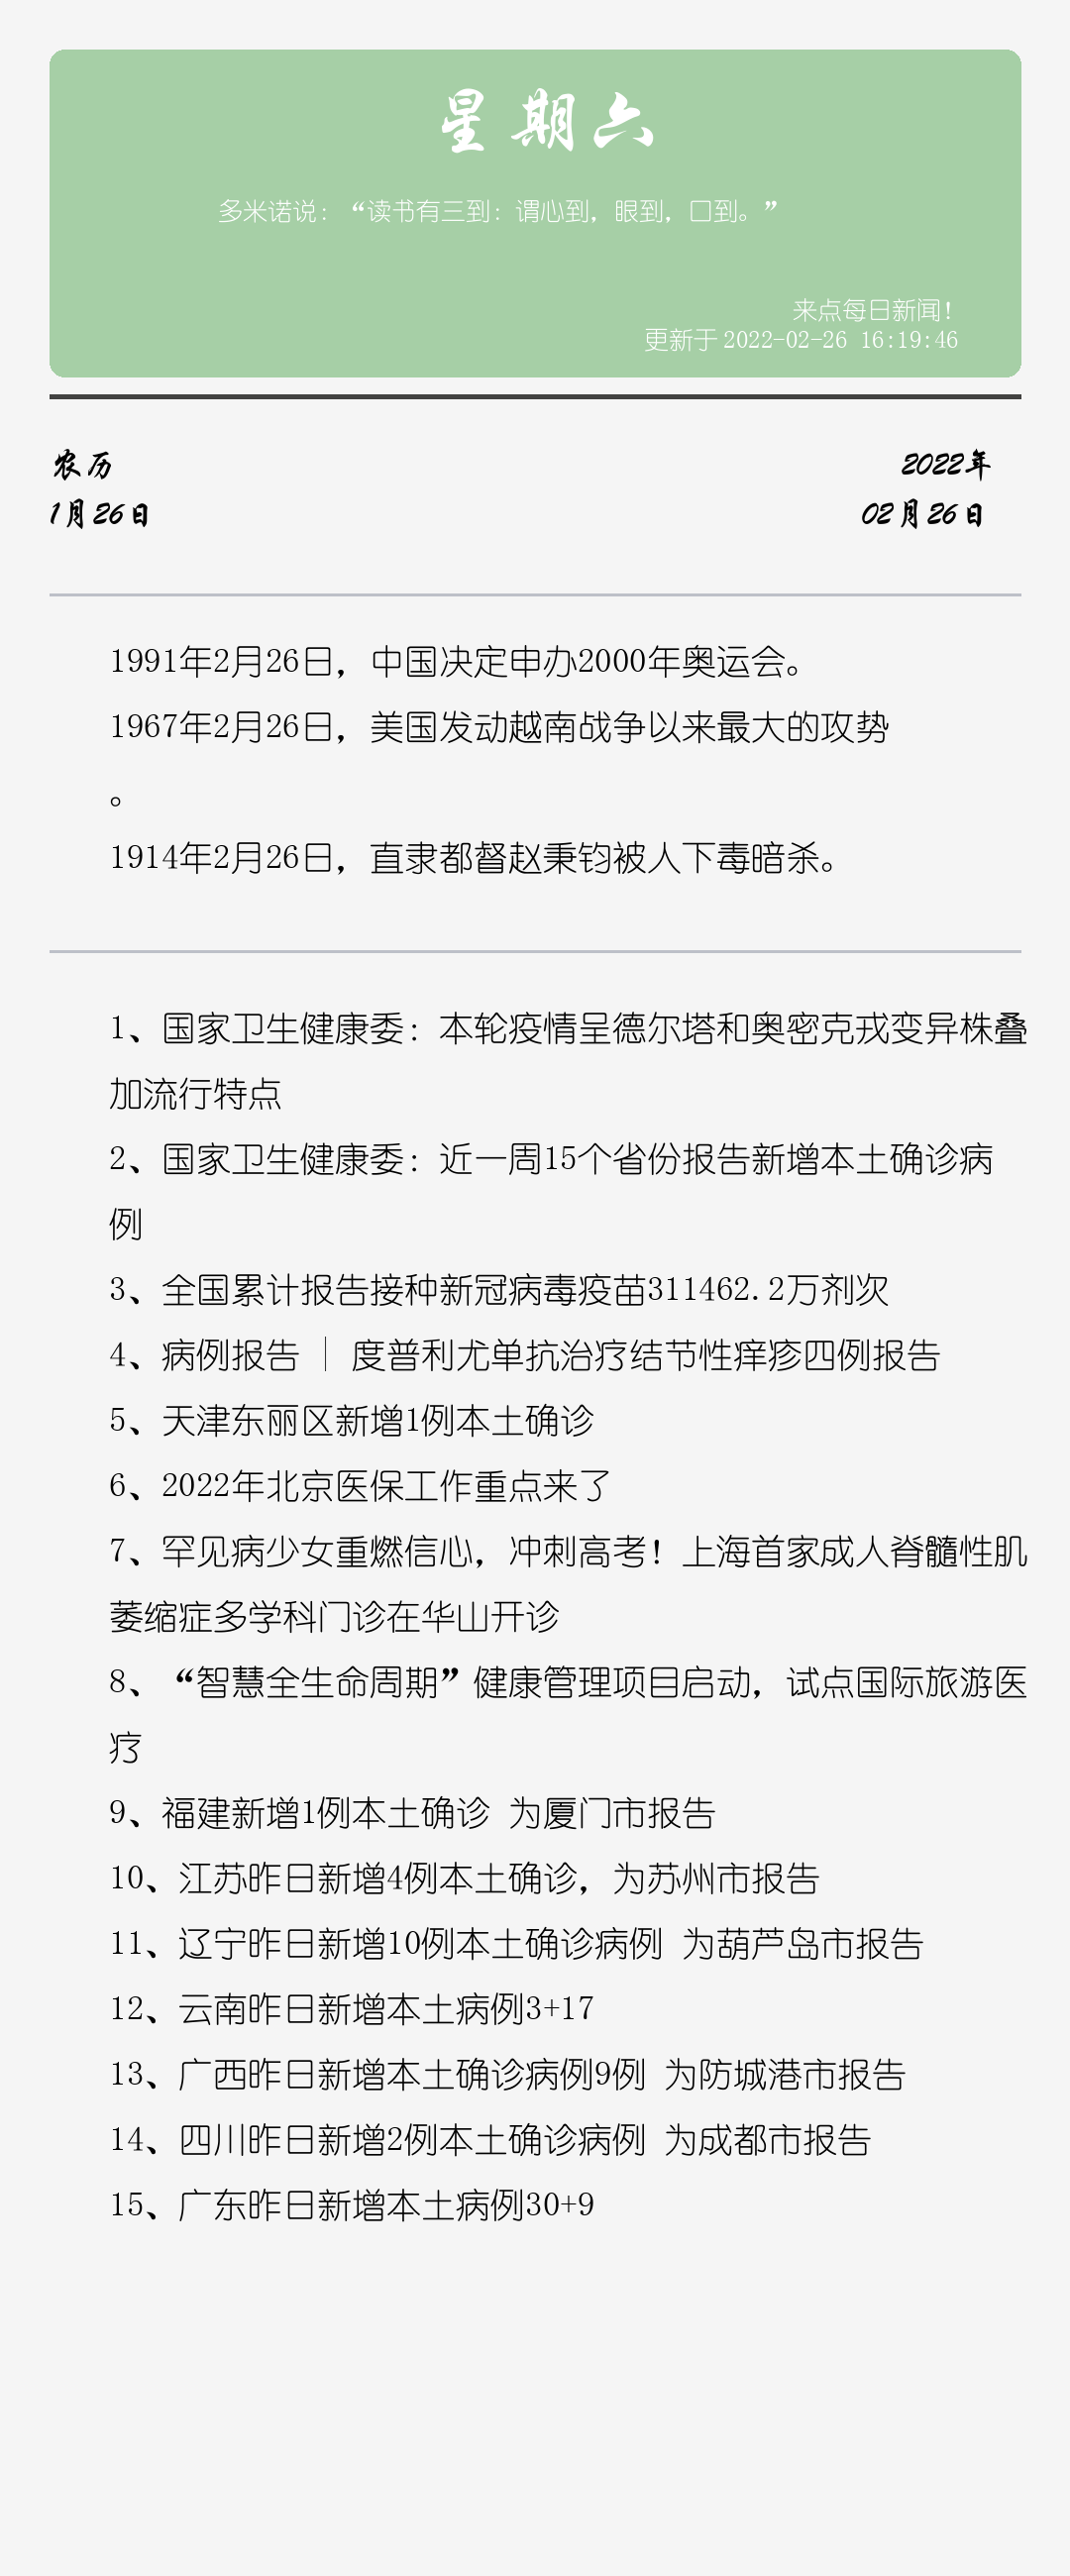 星期六
多米诺说：“读书有三到：谓心到，眼到，口到。”
来点每日新闻！
更新于 2022-02-26 16:19:46
农历
2022年
1月26日
02月26日
1991年2月26日，中国决定申办2000年奥运会。
1967年2月26日，美国发动越南战争以来最大的攻势
。
1914年2月26日，直隶都督赵秉钧被人下毒暗杀。
1、国家卫生健康委：本轮疫情呈德尔塔和奥密克戎变异株叠
加流行特点
2、国家卫生健康委：近一周15个省份报告新增本土确诊病
例
3、全国累计报告接种新冠病毒疫苗311462.2万剂次
4、病例报告 | 度普利尤单抗治疗结节性痒疹四例报告
5、天津东丽区新增1例本土确诊
6、2022年北京医保工作重点来了
7、罕见病少女重燃信心，冲刺高考！上海首家成人脊髓性肌
萎缩症多学科门诊在华山开诊
8、“智慧全生命周期”健康管理项目启动，试点国际旅游医
疗
9、福建新增1例本土确诊 为厦门市报告
10、江苏昨日新增4例本土确诊，为苏州市报告
11、辽宁昨日新增10例本土确诊病例 为葫芦岛市报告
12、云南昨日新增本土病例3+17
13、广西昨日新增本土确诊病例9例 为防城港市报告
14、四川昨日新增2例本土确诊病例 为成都市报告
15、广东昨日新增本土病例30+9